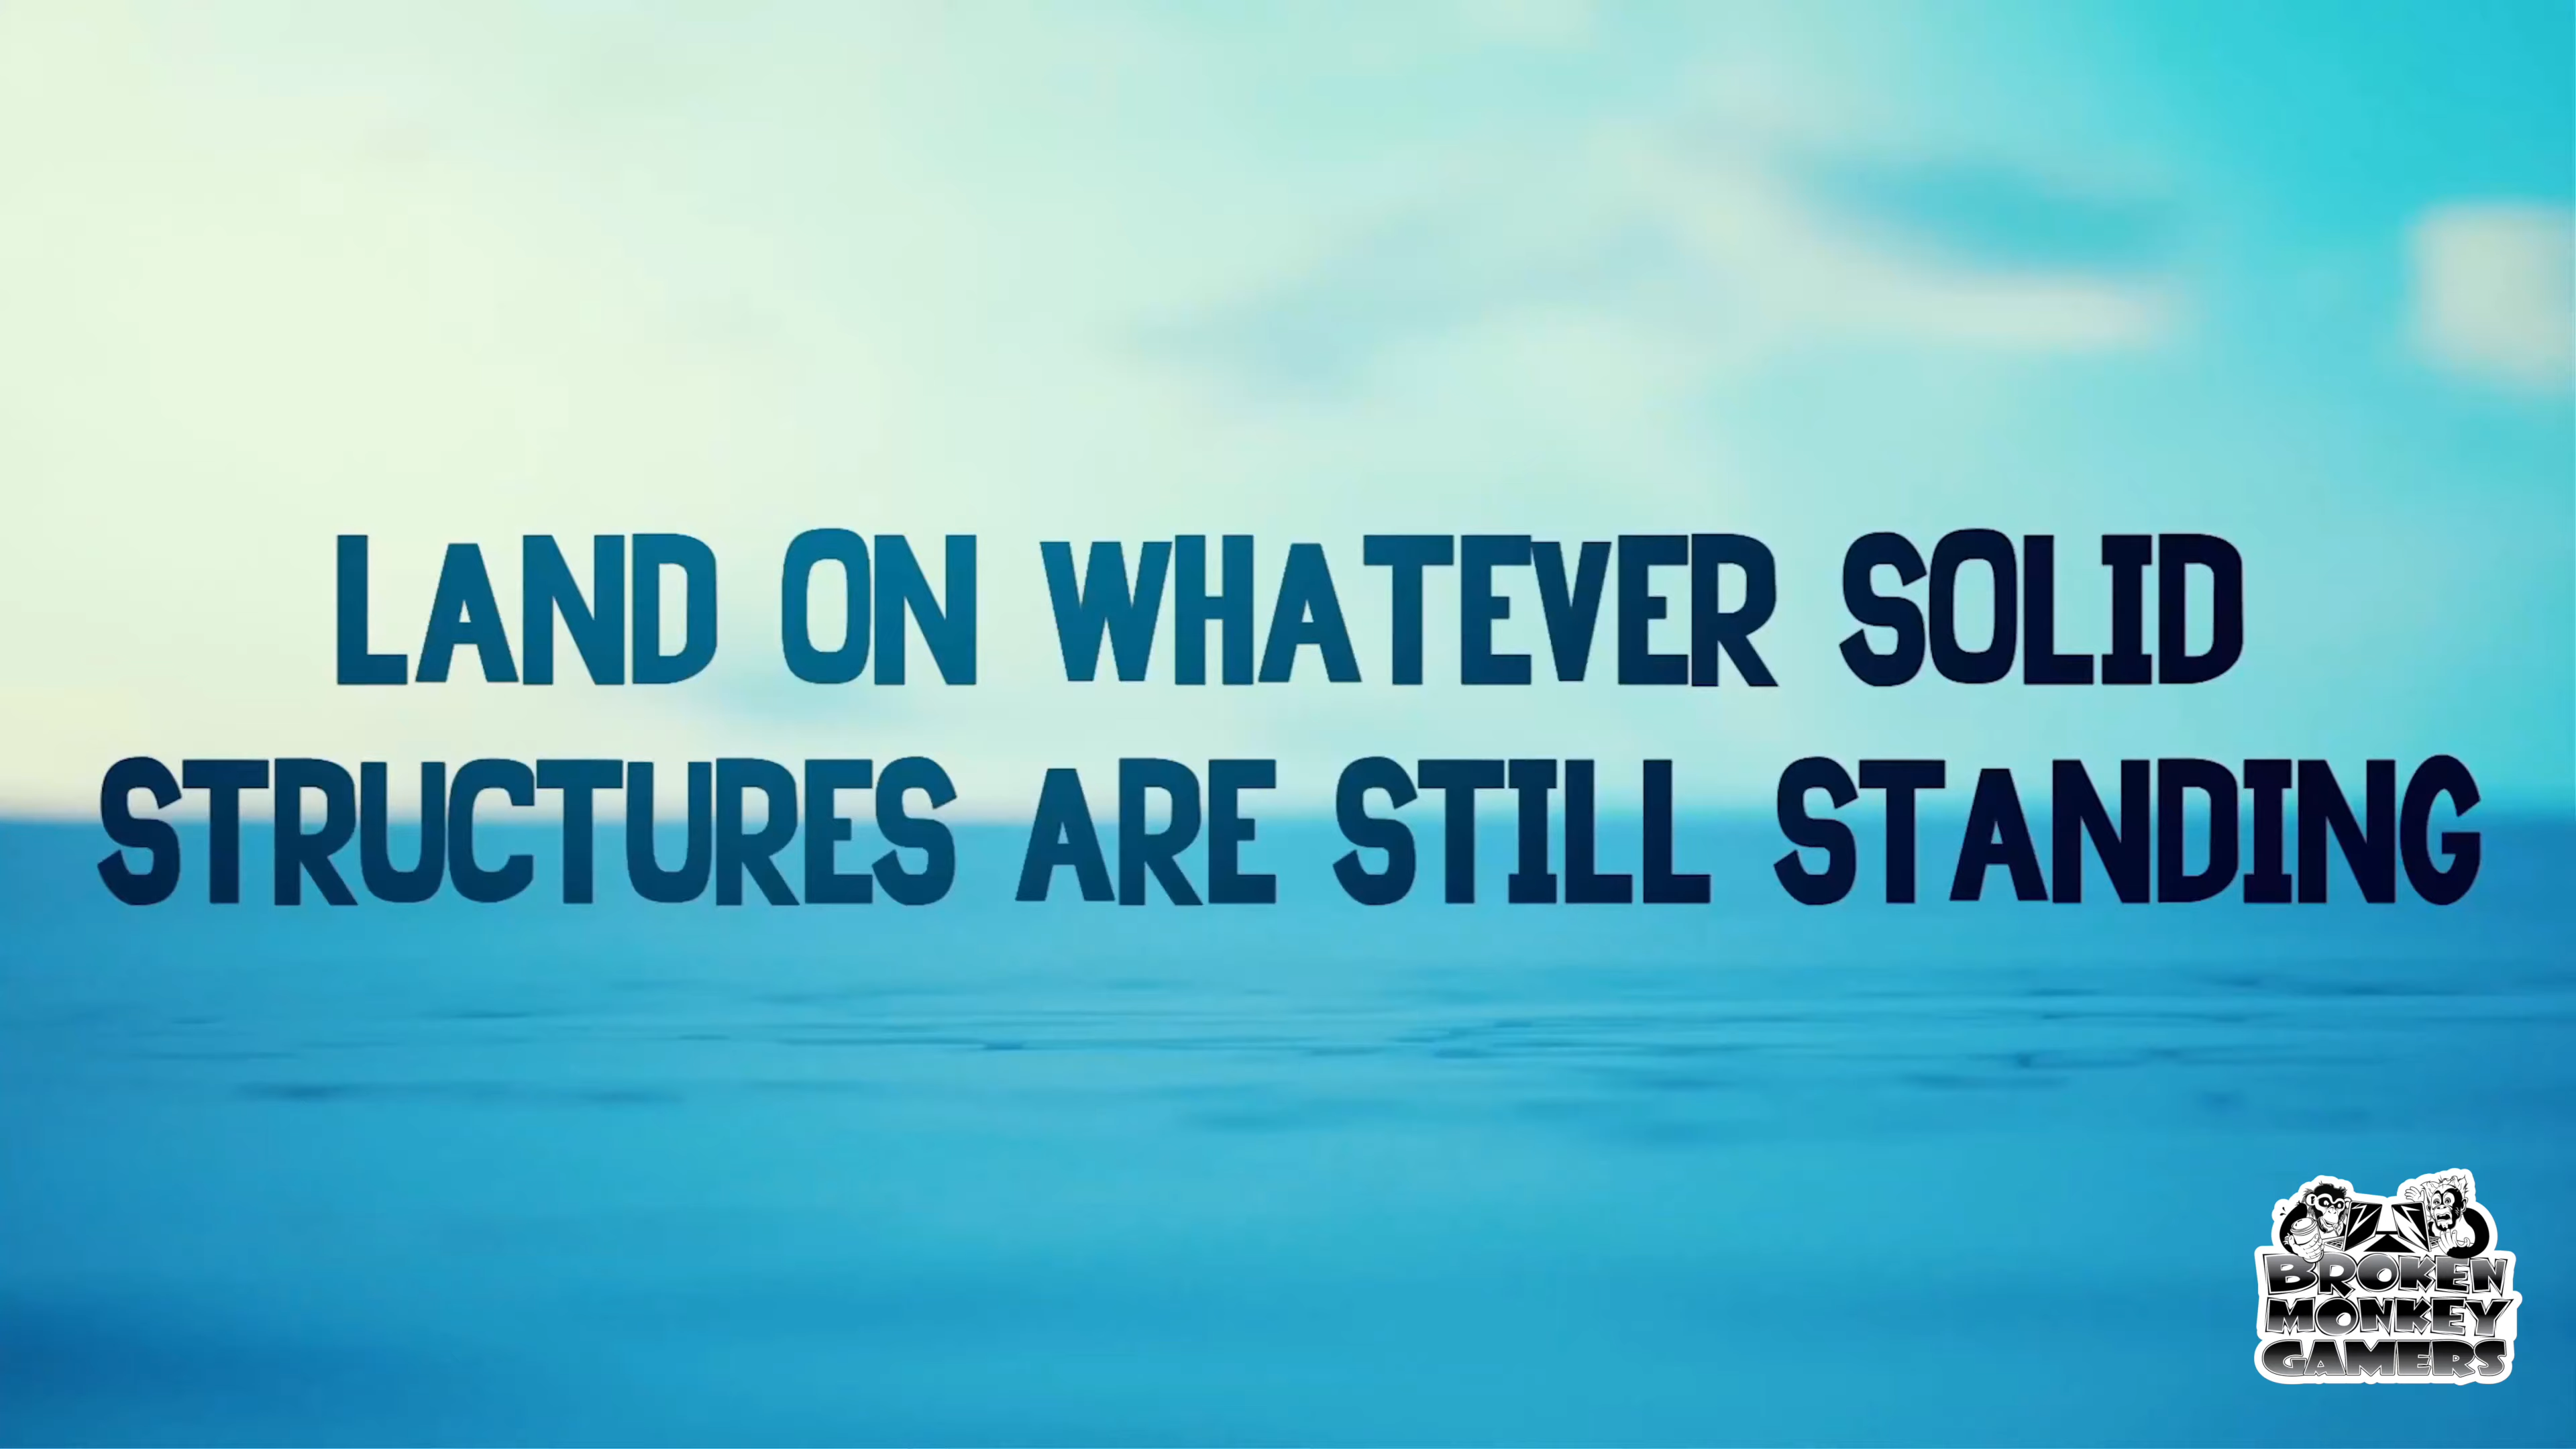 LAND ON WHATEVER SOLID
STRUCTURES ARE STILL STANDING
BROKEN
MONKEY
GAMERS